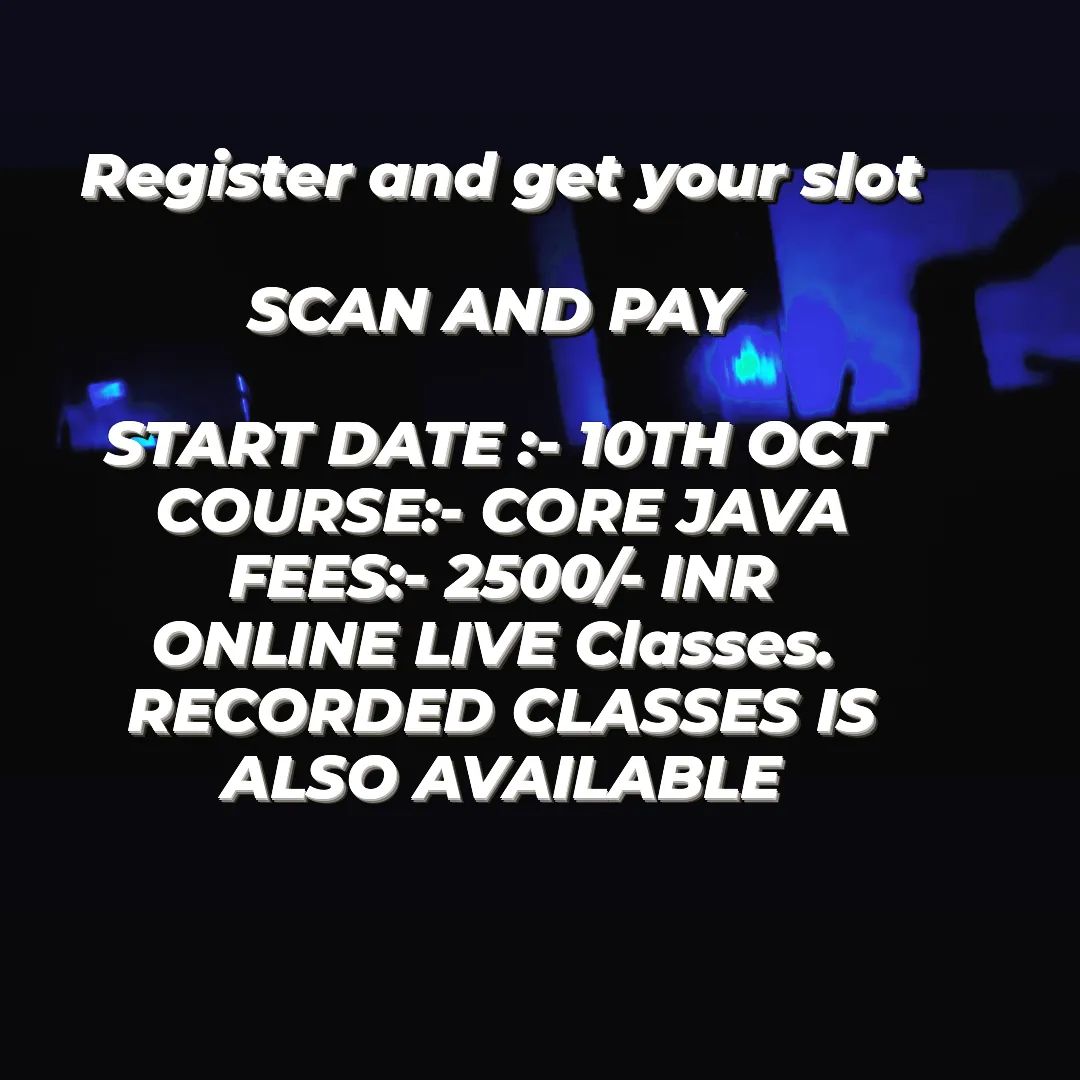 Register and get your slot
SCAN AND PAY
START DATE :- 10TH OCT
COURSE:- CORE JAVA
FEES:- 2500/- INR
ONLINE LIVE Classes.
RECORDED CLASSES IS
ALSO AVAILABLE